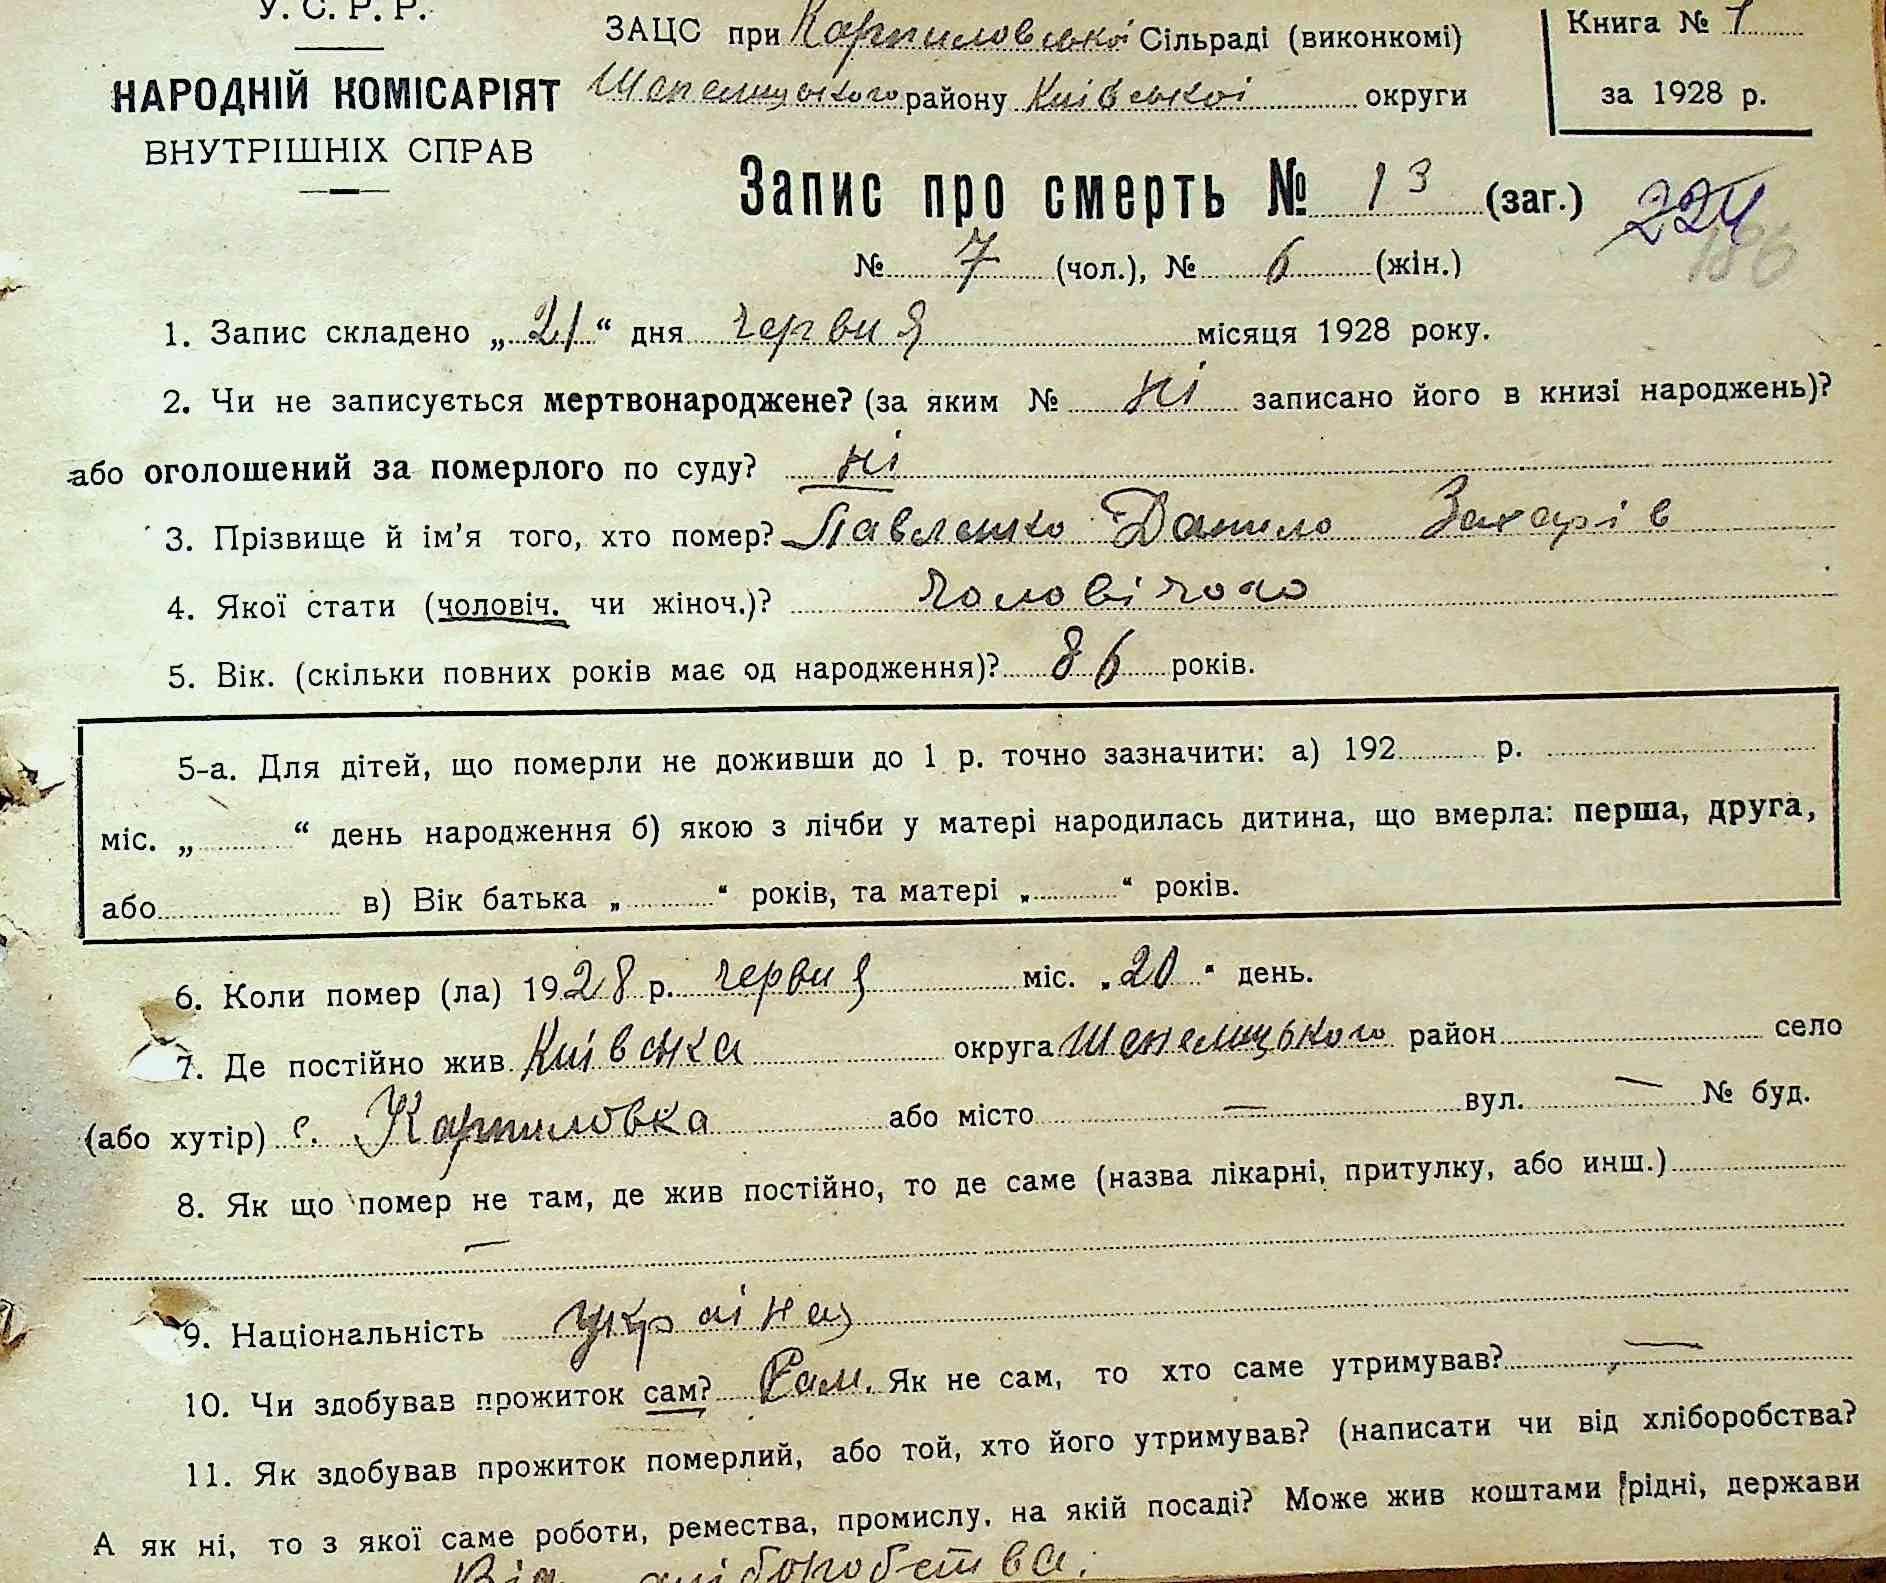 У. С. Р. Р.
НАРОДНІЙ КОМІСАРІЯТ
ВНУТРІШНІХ СПРАВ
ЗАЦС при Карпиловської Сільраді (виконкомі)
Шепелицького району Київської округи
Книга № 1
за 1928 р.
Запис про смерть № 13 (заг.)
224
186
№ 7 (чол.), № 6 (жін.)
1. Запис складено „21“ дня червня місяця 1928 року.
2. Чи не записується мертвонароджене? (за яким № ні записано його в книзі народжень)?
або оголошений за померлого по суду? ні
3. Прізвище й ім’я того, хто помер? Павленко Данило Захарів
4. Якої стати (чоловіч. чи жіноч.)? чоловічого
5. Вік. (скільки повних років має од народження)? 86 років.
5-а. Для дітей, що померли не доживши до 1 р. точно зазначити: а) 192 р.
міс. „ “ день народження б) якою з лічби у матері народилась дитина, що вмерла: перша, друга,
або в) Вік батька „ “ років, та матері „ “ років.
6. Коли помер (ла) 1928 р. червня міс. „20“ день.
7. Де постійно жив Київська округа Шепелицького район село
(або хутір) с. Карпиловка або місто — вул. — № буд.
8. Як що помер не там, де жив постійно, то де саме (назва лікарні, притулку, або инш.)
—
9. Національність
10. Чи здобував прожиток сам? Сам. Як не сам, то хто саме утримував? —
11. Як здобував прожиток померлий, або той, хто його утримував? (написати чи від хліборобства?
А як ні, то з якої саме роботи, ремества, промислу, на якій посаді? Може жив коштами рідні, держави
Від хліборобства.